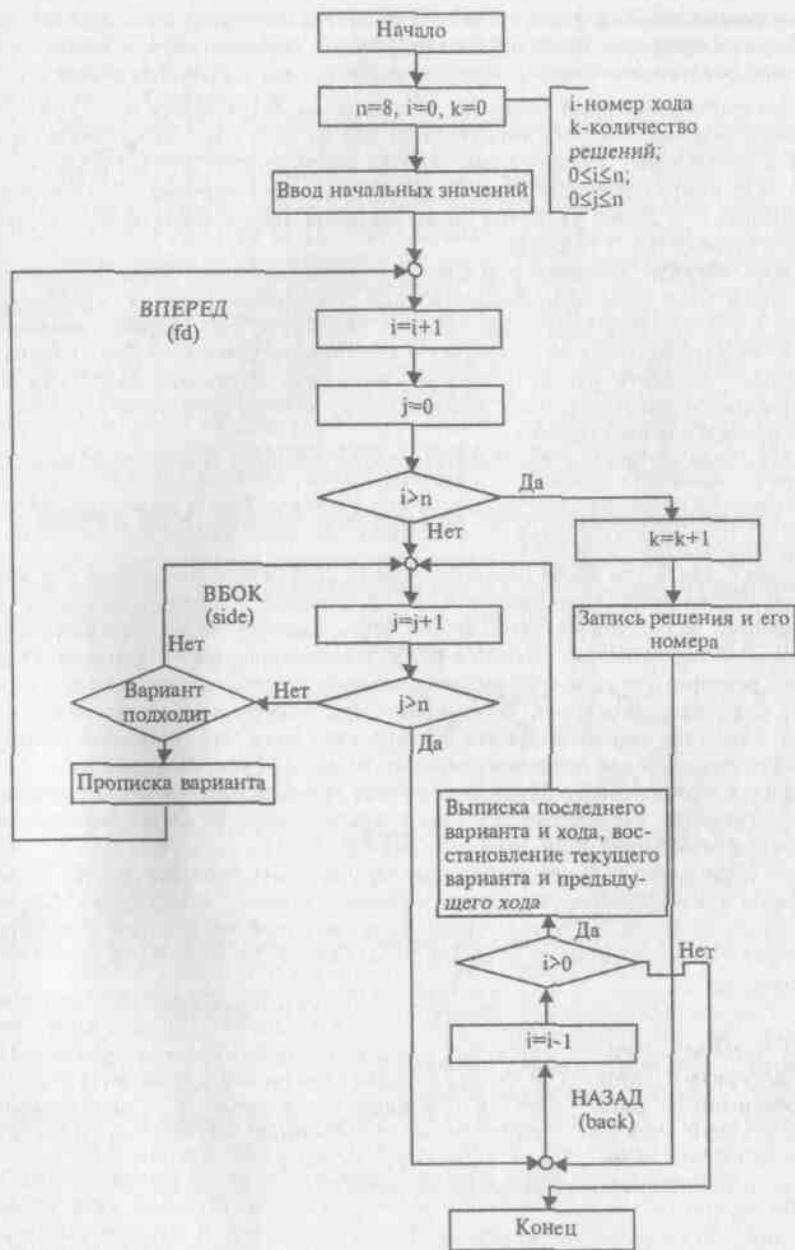 Начало
n=8, i=0, k=0
i-номер хода
k-количество
решений;
0≤i≤n;
0≤j≤n
Ввод начальных значений
ВПЕРЕД
(fd)
i=i+1
j=0
i>n
Да
Нет
k=k+1
ВБОК
(side)
j=j+1
Запись решения и его
номера
Нет
Вариант
подходит
Нет
j>n
Да
Прописка варианта
Выписка последнего
варианта и хода, вос-
становление текущего
варианта и предыду-
щего хода
Да
i>0
Нет
i=i-1
НАЗАД
(back)
Конец